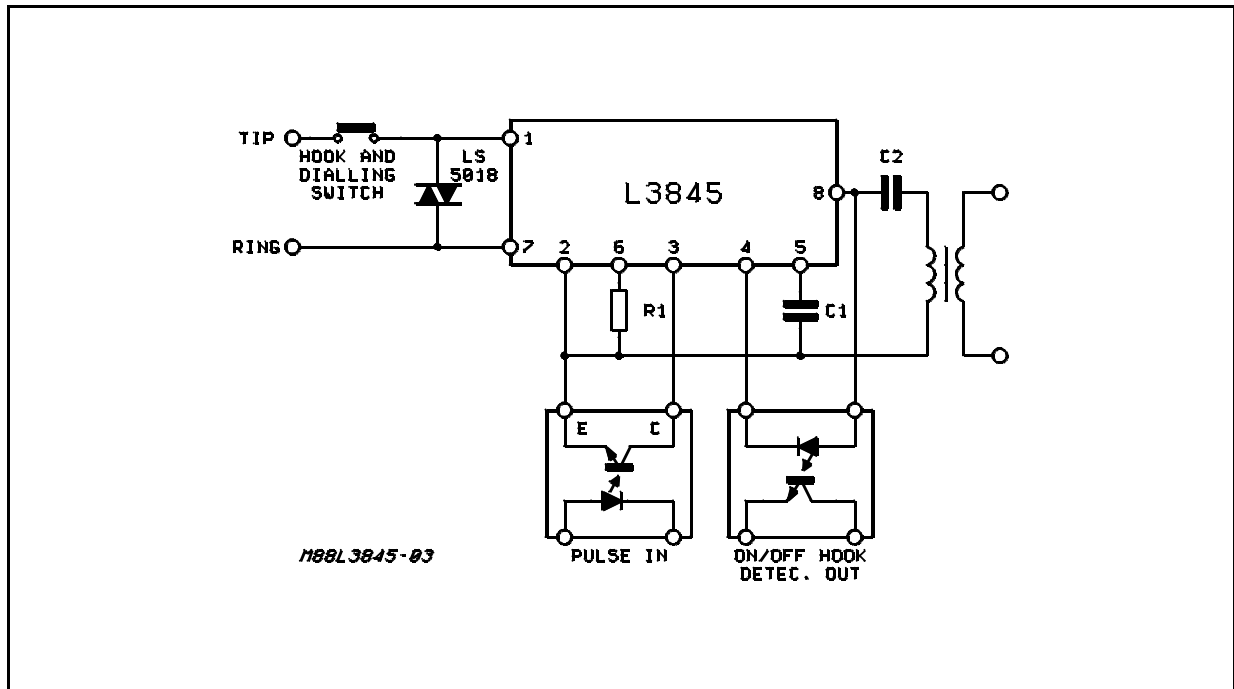 TIP
HOOK AND
DIALLING
SWITCH
LS
5018
1
L3845
8
C2
RING
7
2
6
3
4
5
R1
C1
E
C
M88L3845-03
PULSE IN
ON/OFF HOOK
DETEC. OUT